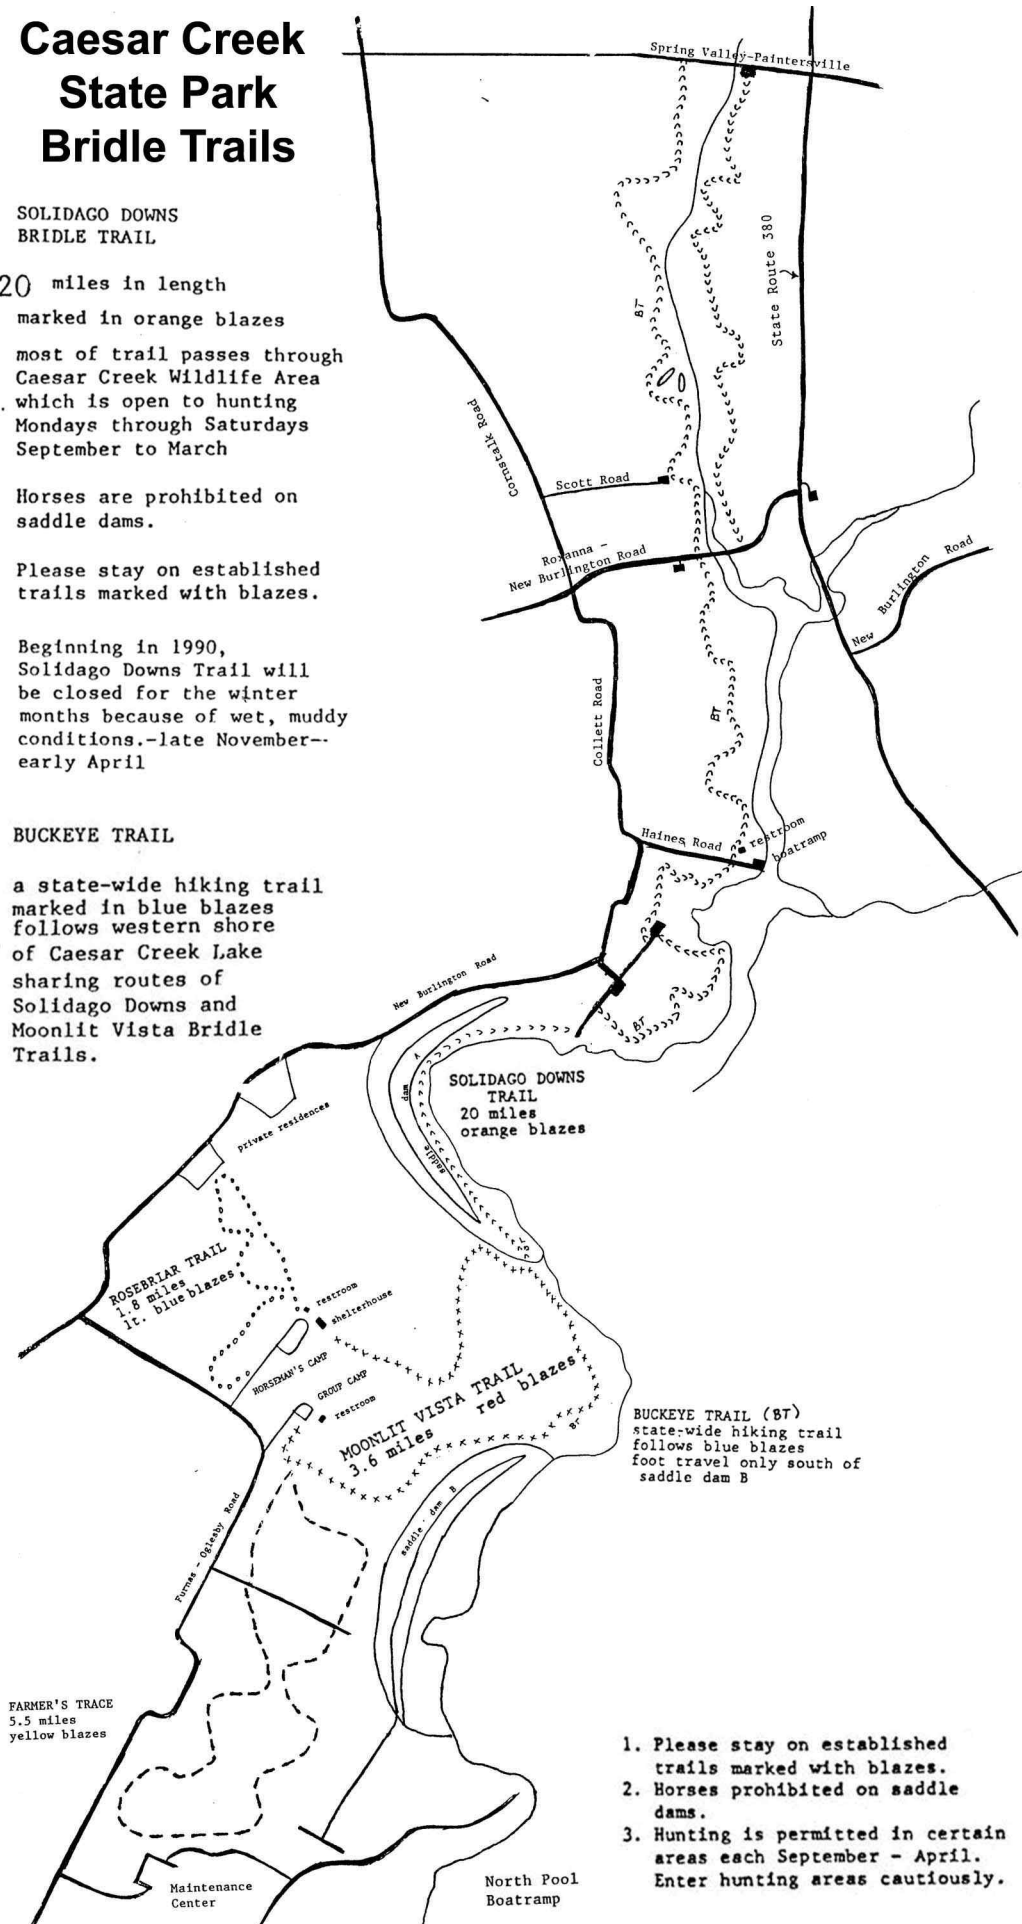 Caesar Creek
State Park
Bridle Trails
SOLIDAGO DOWNS
BRIDLE TRAIL
20 miles in length
marked in orange blazes
most of trail passes through
Caesar Creek Wildlife Area
which is open to hunting
Mondays through Saturdays
September to March
Horses are prohibited on
saddle dams.
Please stay on established
trails marked with blazes.
Beginning in 1990,
Solidago Downs Trail will
be closed for the winter
months because of wet, muddy
conditions.-late November--
early April
BUCKEYE TRAIL
a state-wide hiking trail
marked in blue blazes
follows western shore
of Caesar Creek Lake
sharing routes of
Solidago Downs and
Moonlit Vista Bridle
Trails.
Spring Valley-Paintersville
State Route 380
BT
Cornstalk Road
Scott Road
Roxanna -
New Burlington Road
New Burlington Road
Collett Road
BT
Haines Road
restroom
boatramp
New Burlington Road
BT
saddle dam A
SOLIDAGO DOWNS
TRAIL
20 miles
orange blazes
private residences
BT
ROSEBRIAR TRAIL
1.8 miles
lt. blue blazes
restroom
shelterhouse
HORSEMAN'S CAMP
GROUP CAMP
restroom
MOONLIT VISTA TRAIL
3.6 miles red blazes
BT
BUCKEYE TRAIL (BT)
state-wide hiking trail
follows blue blazes
foot travel only south of
saddle dam B
saddle - dam B
Furnas - Oglesby Road
FARMER'S TRACE
5.5 miles
yellow blazes
Maintenance
Center
North Pool
Boatramp
1. Please stay on established
trails marked with blazes.
2. Horses prohibited on saddle
dams.
3. Hunting is permitted in certain
areas each September - April.
Enter hunting areas cautiously.